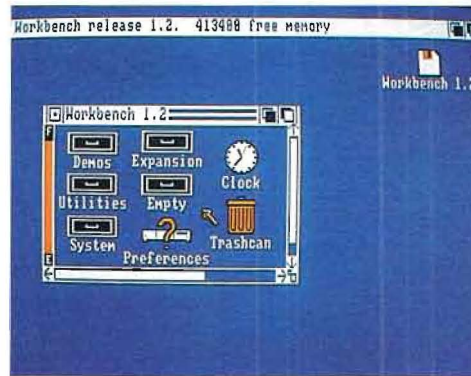 Workbench release 1.2. 413488 free memory
Workbench 1.2
Workbench 1.2
F
Demos Expansion Clock
Utilities Empty
System Preferences Trashcan
E